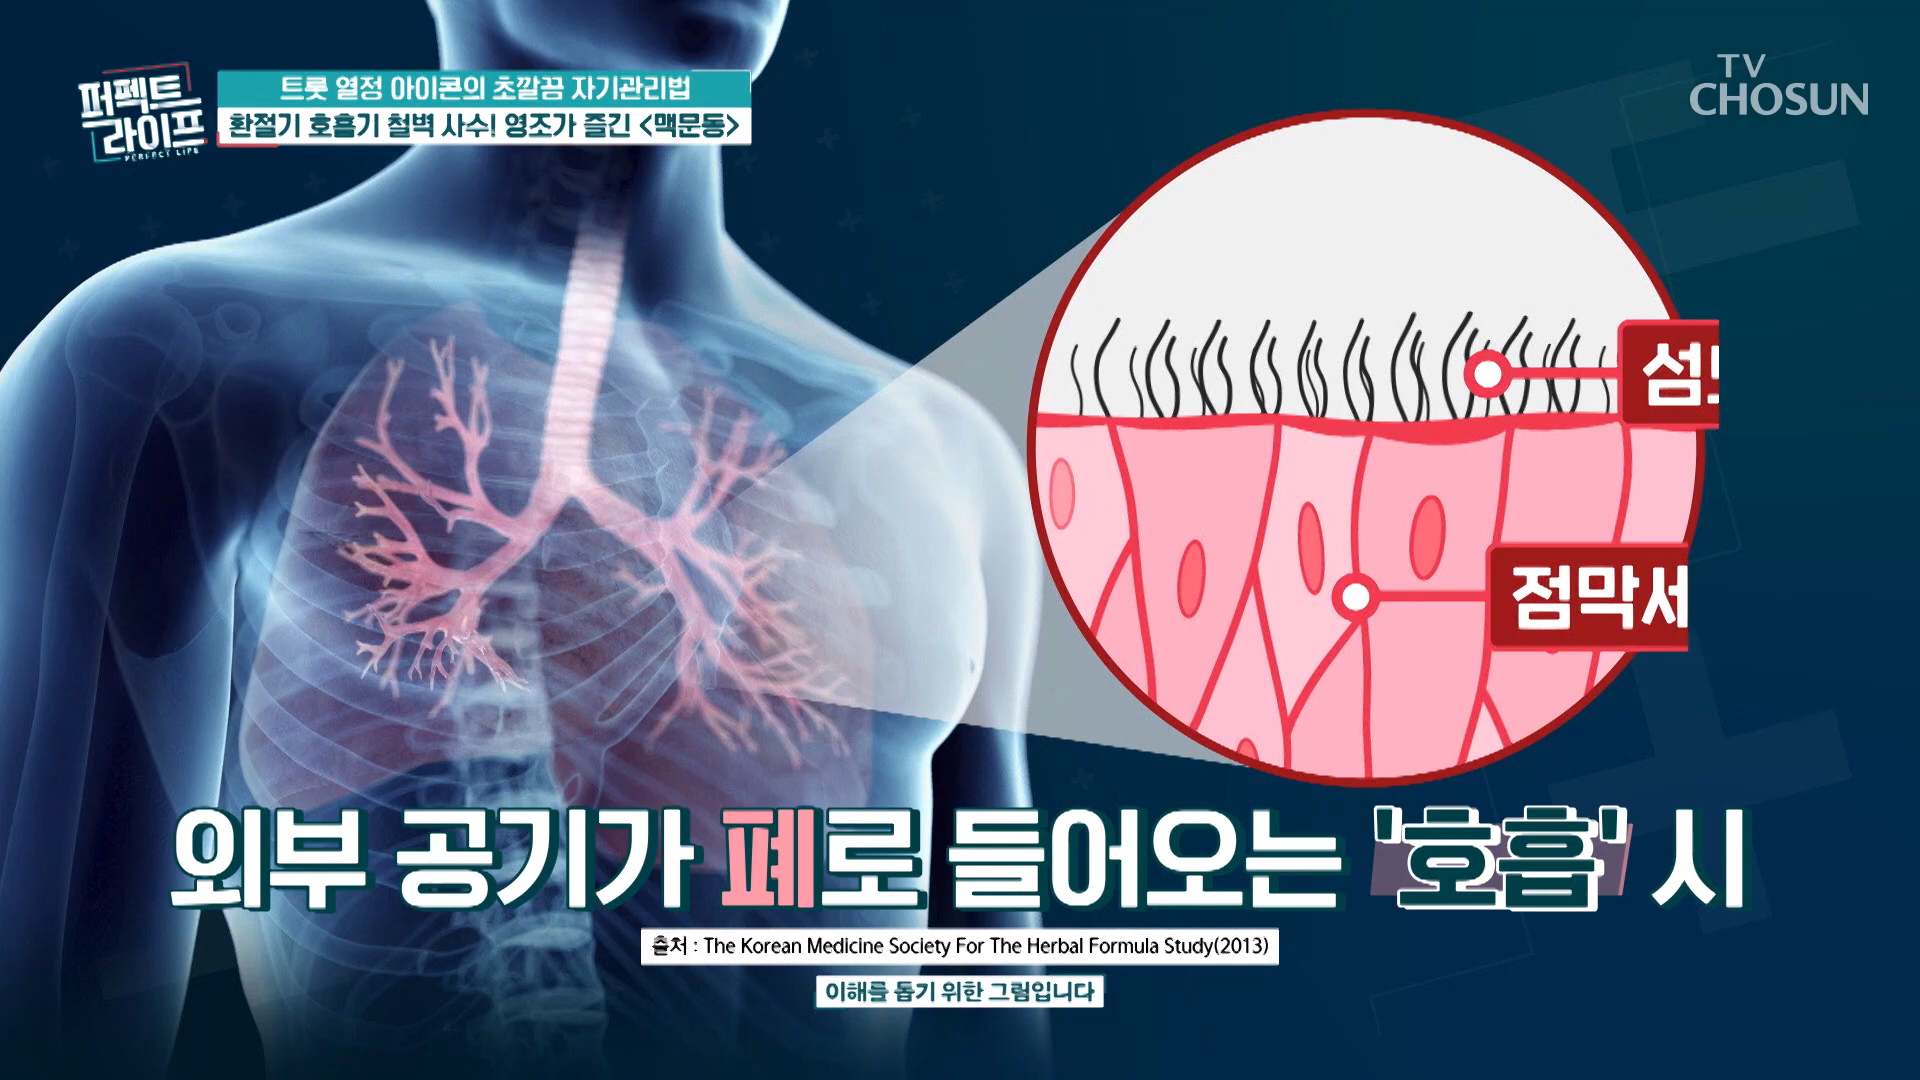 퍼펙트
라이프
PERFECT LIFE
트롯 열정 아이콘의 초깔끔 자기관리법
환절기 호흡기 철벽 사수! 영조가 즐긴 <맥문동>
TV
CHOSUN
섬
점막세
외부 공기가 폐로 들어오는 '호흡' 시
출처 : The Korean Medicine Society For The Herbal Formula Study(2013)
이해를 돕기 위한 그림입니다